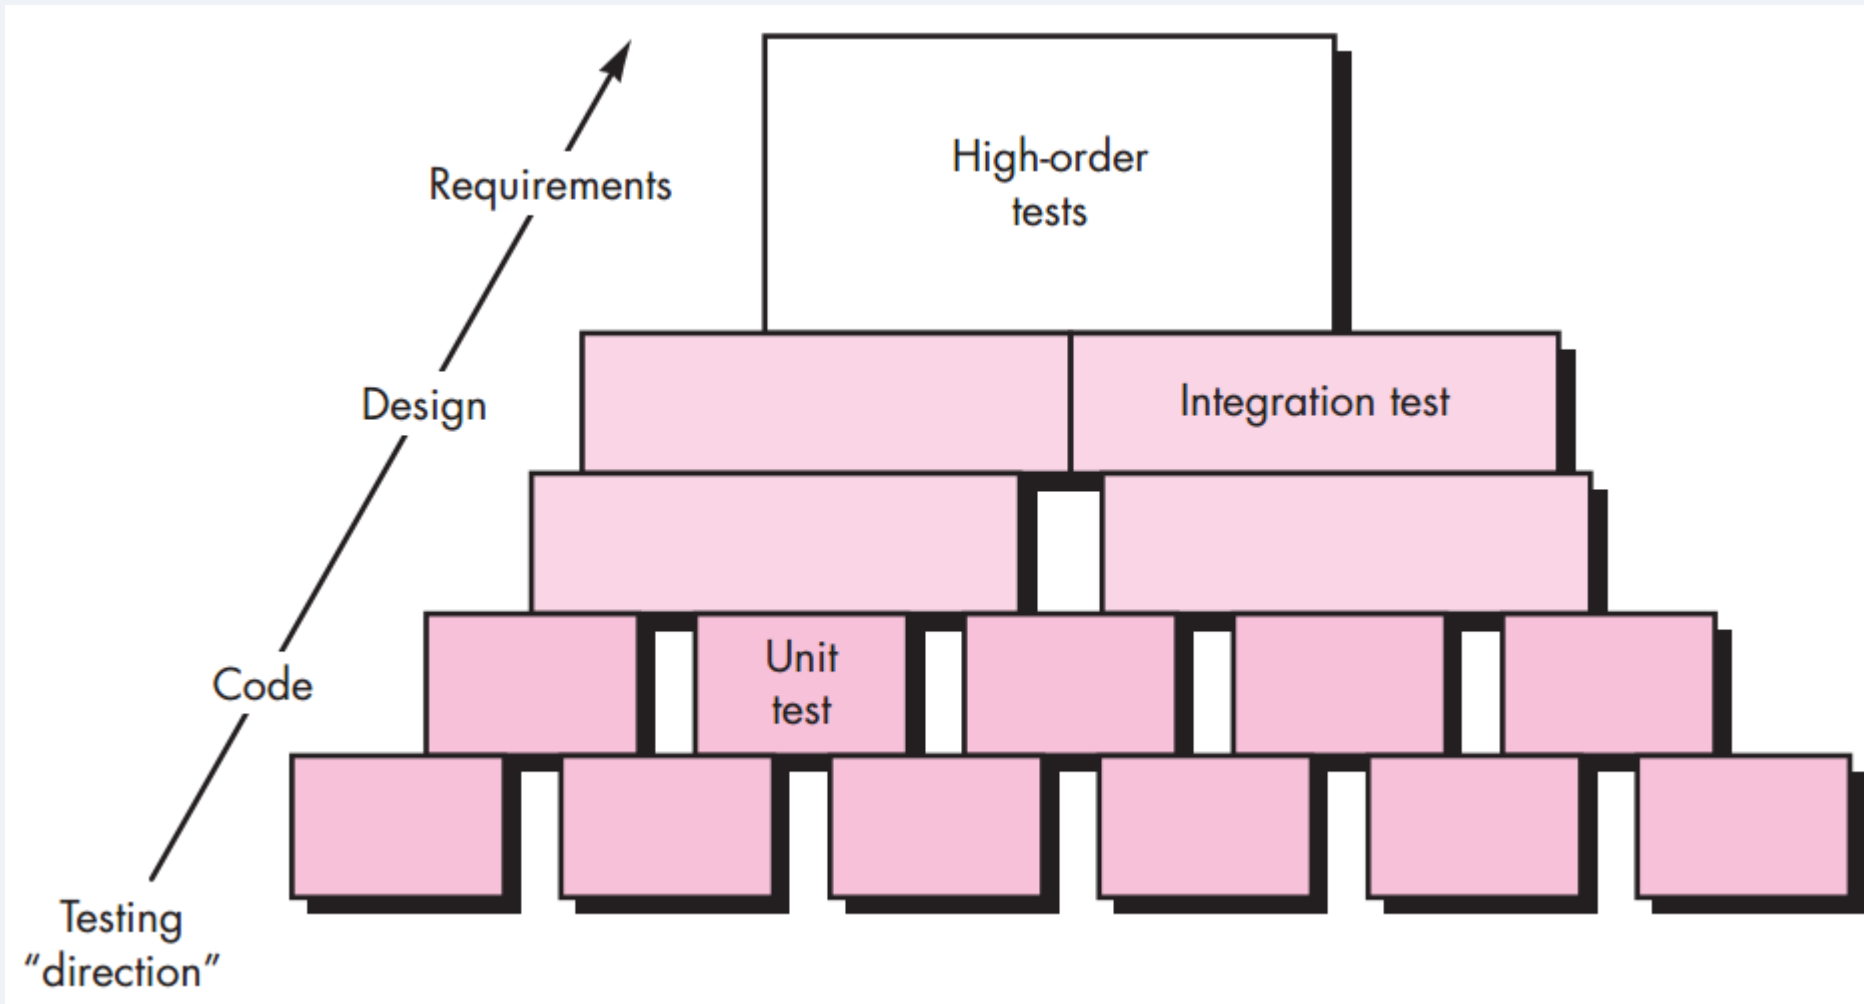 High-order
tests
Requirements
Integration test
Design
Unit
test
Code
Testing
“direction”